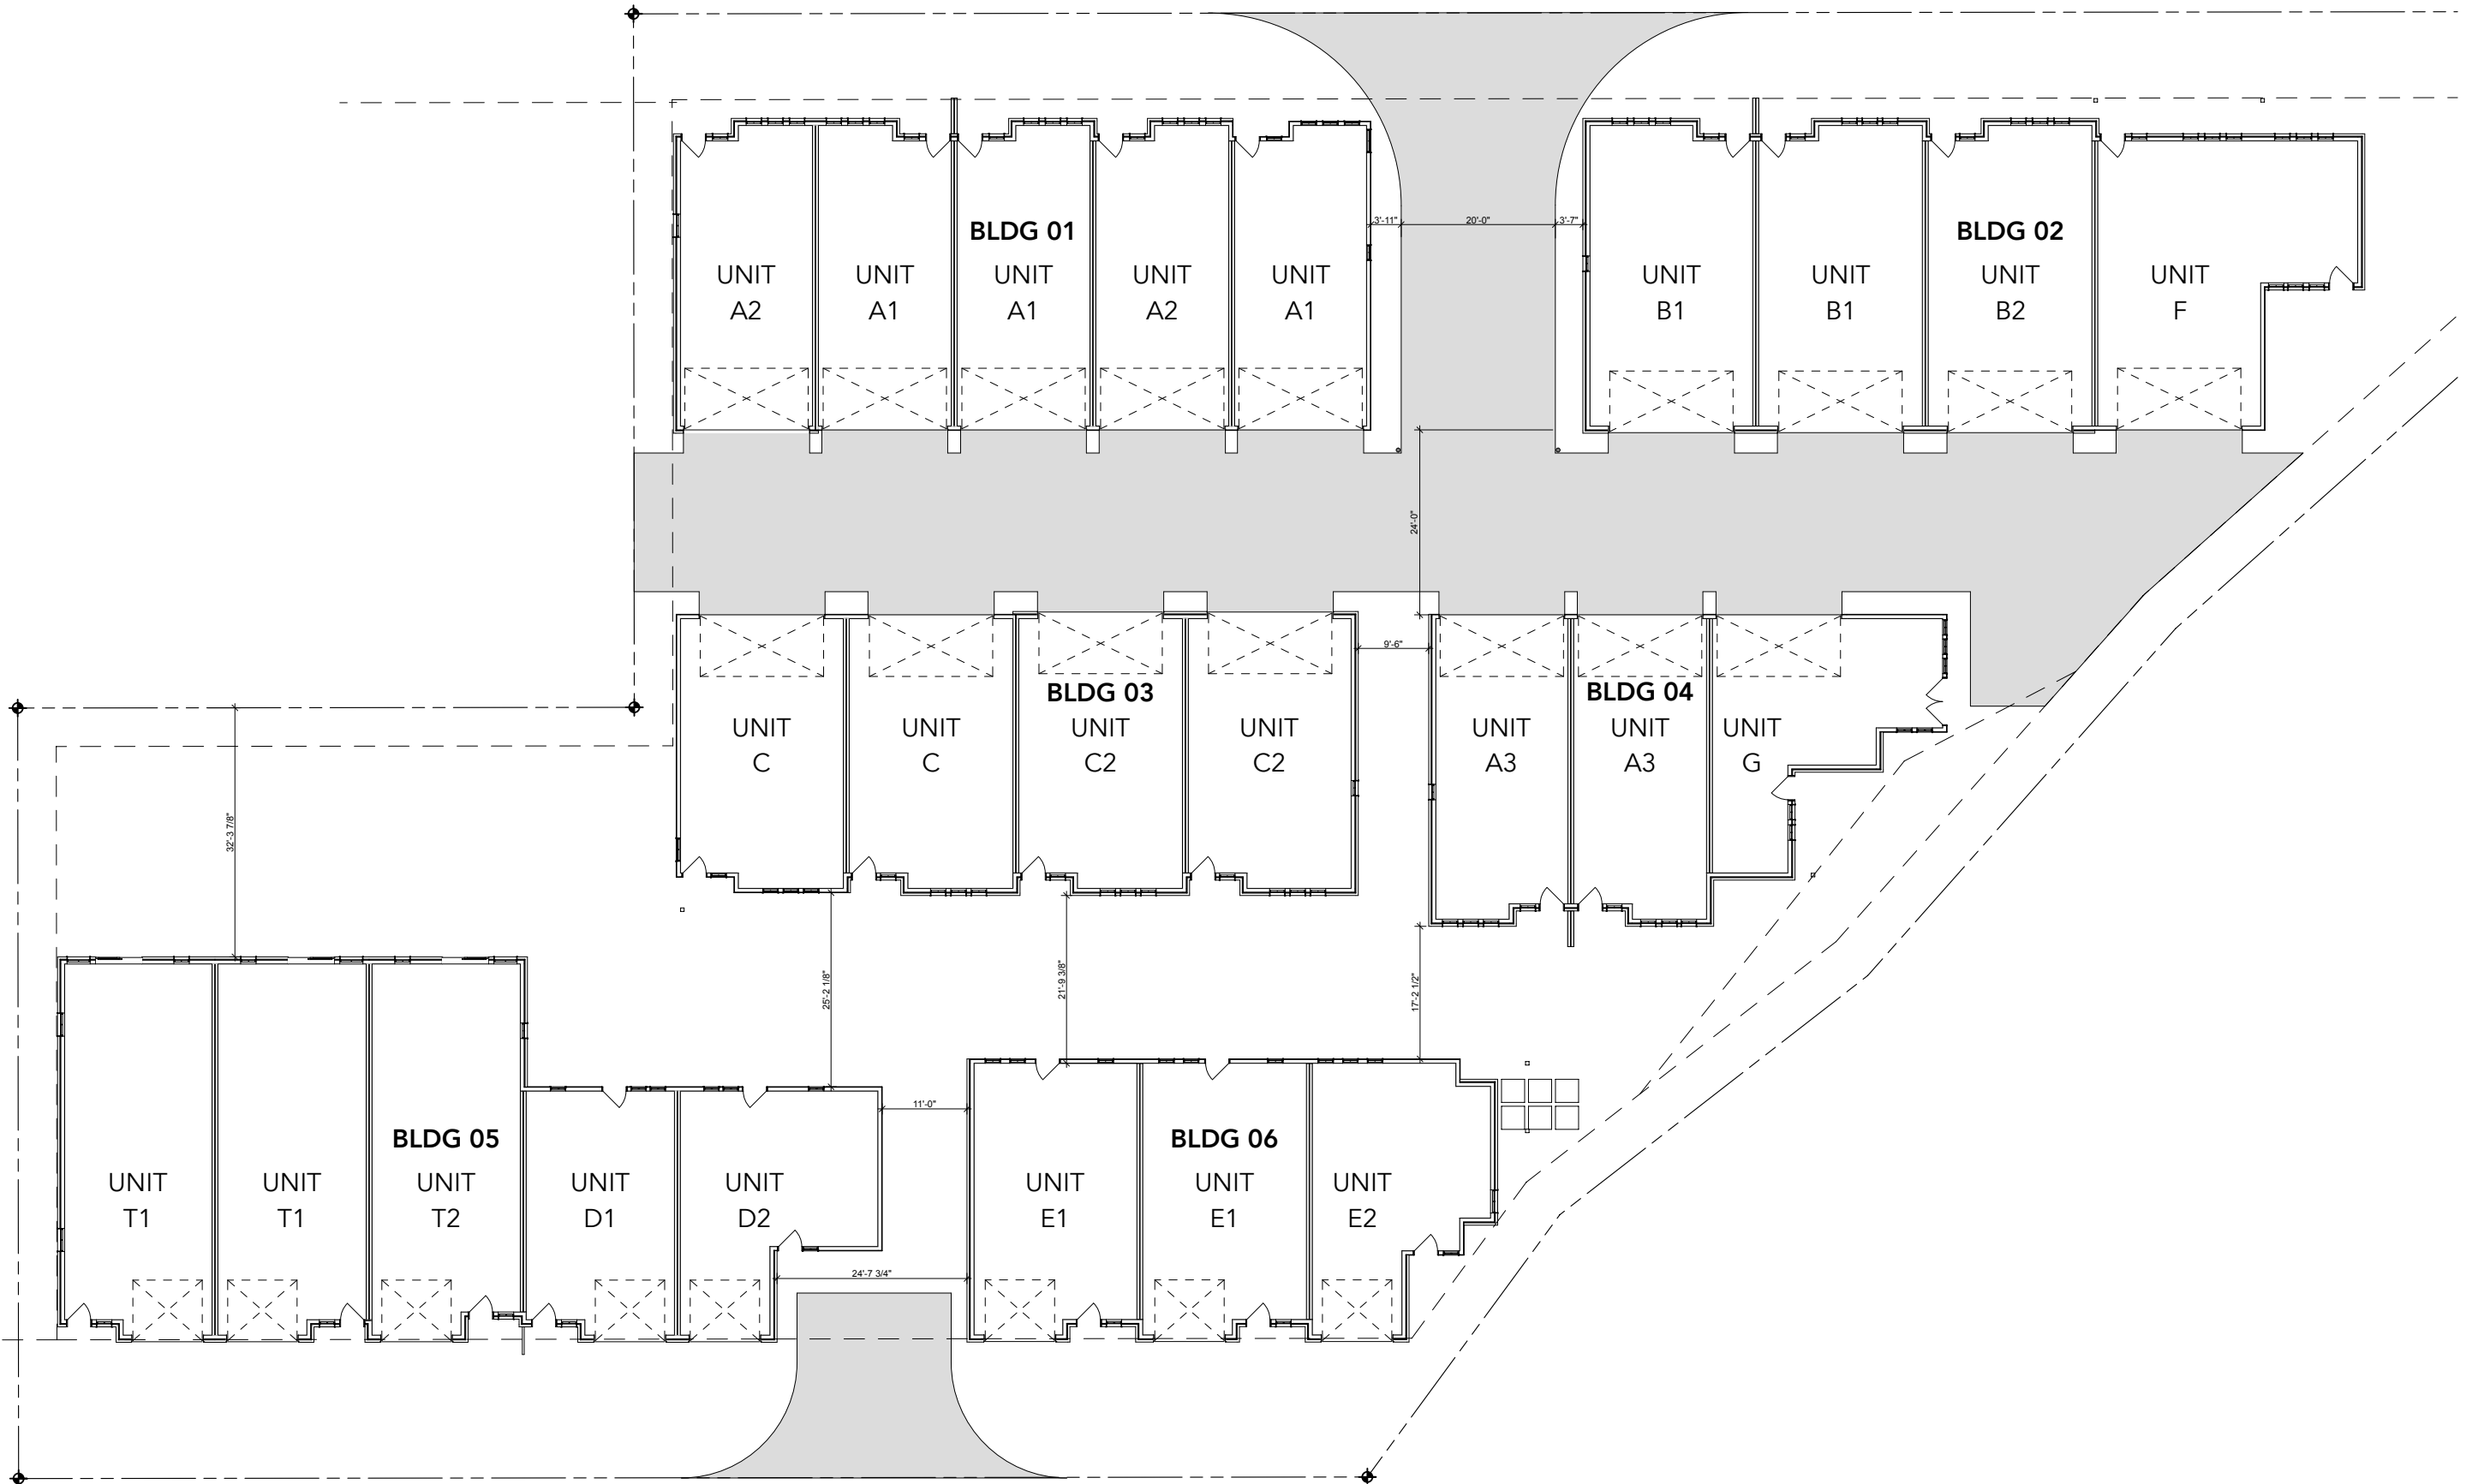 3'-11"
20'-0"
3'-7"
BLDG 01
UNIT
A2
UNIT
A1
UNIT
A1
UNIT
A2
UNIT
A1
BLDG 02
UNIT
B1
UNIT
B1
UNIT
B2
UNIT
F
24'-0"
9'-6"
BLDG 03
UNIT
C
UNIT
C
UNIT
C2
UNIT
C2
BLDG 04
UNIT
A3
UNIT
A3
UNIT
G
32'-3 7/8"
25'-2 1/8"
21'-9 3/8"
17'-2 1/2"
11'-0"
BLDG 05
UNIT
T1
UNIT
T1
UNIT
T2
UNIT
D1
UNIT
D2
BLDG 06
UNIT
E1
UNIT
E1
UNIT
E2
24'-7 3/4"